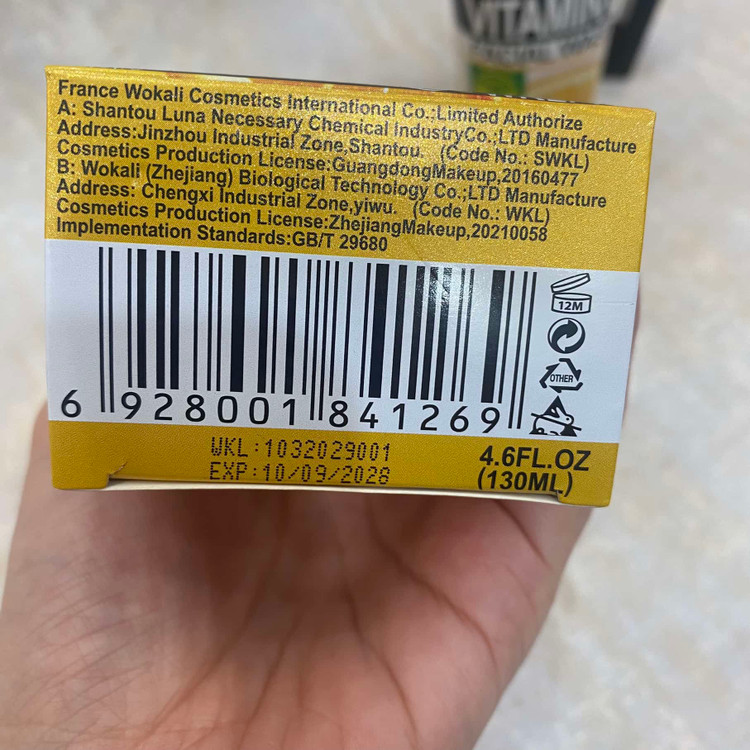 VITAMIN
France Wokali Cosmetics International Co.;Limited Authorize
A: Shantou Luna Necessary Chemical IndustryCo.;LTD Manufacture
Address:Jinzhou Industrial Zone,Shantou. (Code No.: SWKL)
Cosmetics Production License:GuangdongMakeup,20160477
B: Wokali (Zhejiang) Biological Technology Co.;LTD Manufacture
Address: Chengxi Industrial Zone,yiwu. (Code No.: WKL)
Cosmetics Production License:ZhejiangMakeup,20210058
Implementation Standards:GB/T 29680
12M
OTHER
6 928001 841269
WKL:1032029001
EXP:10/09/2028
4.6FL.OZ
(130ML)